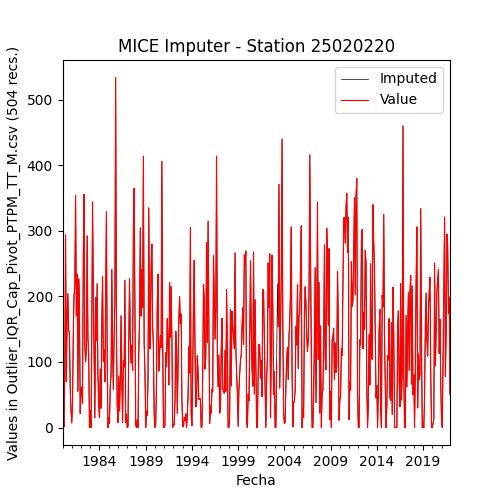 MICE Imputer - Station 25020220
Imputed
Value
Values in Outlier_IQR_Cap_Pivot_PTPM_TT_M.csv (504 recs.)
500
400
300
200
100
0
1984 1989 1994 1999 2004 2009 2014 2019
Fecha